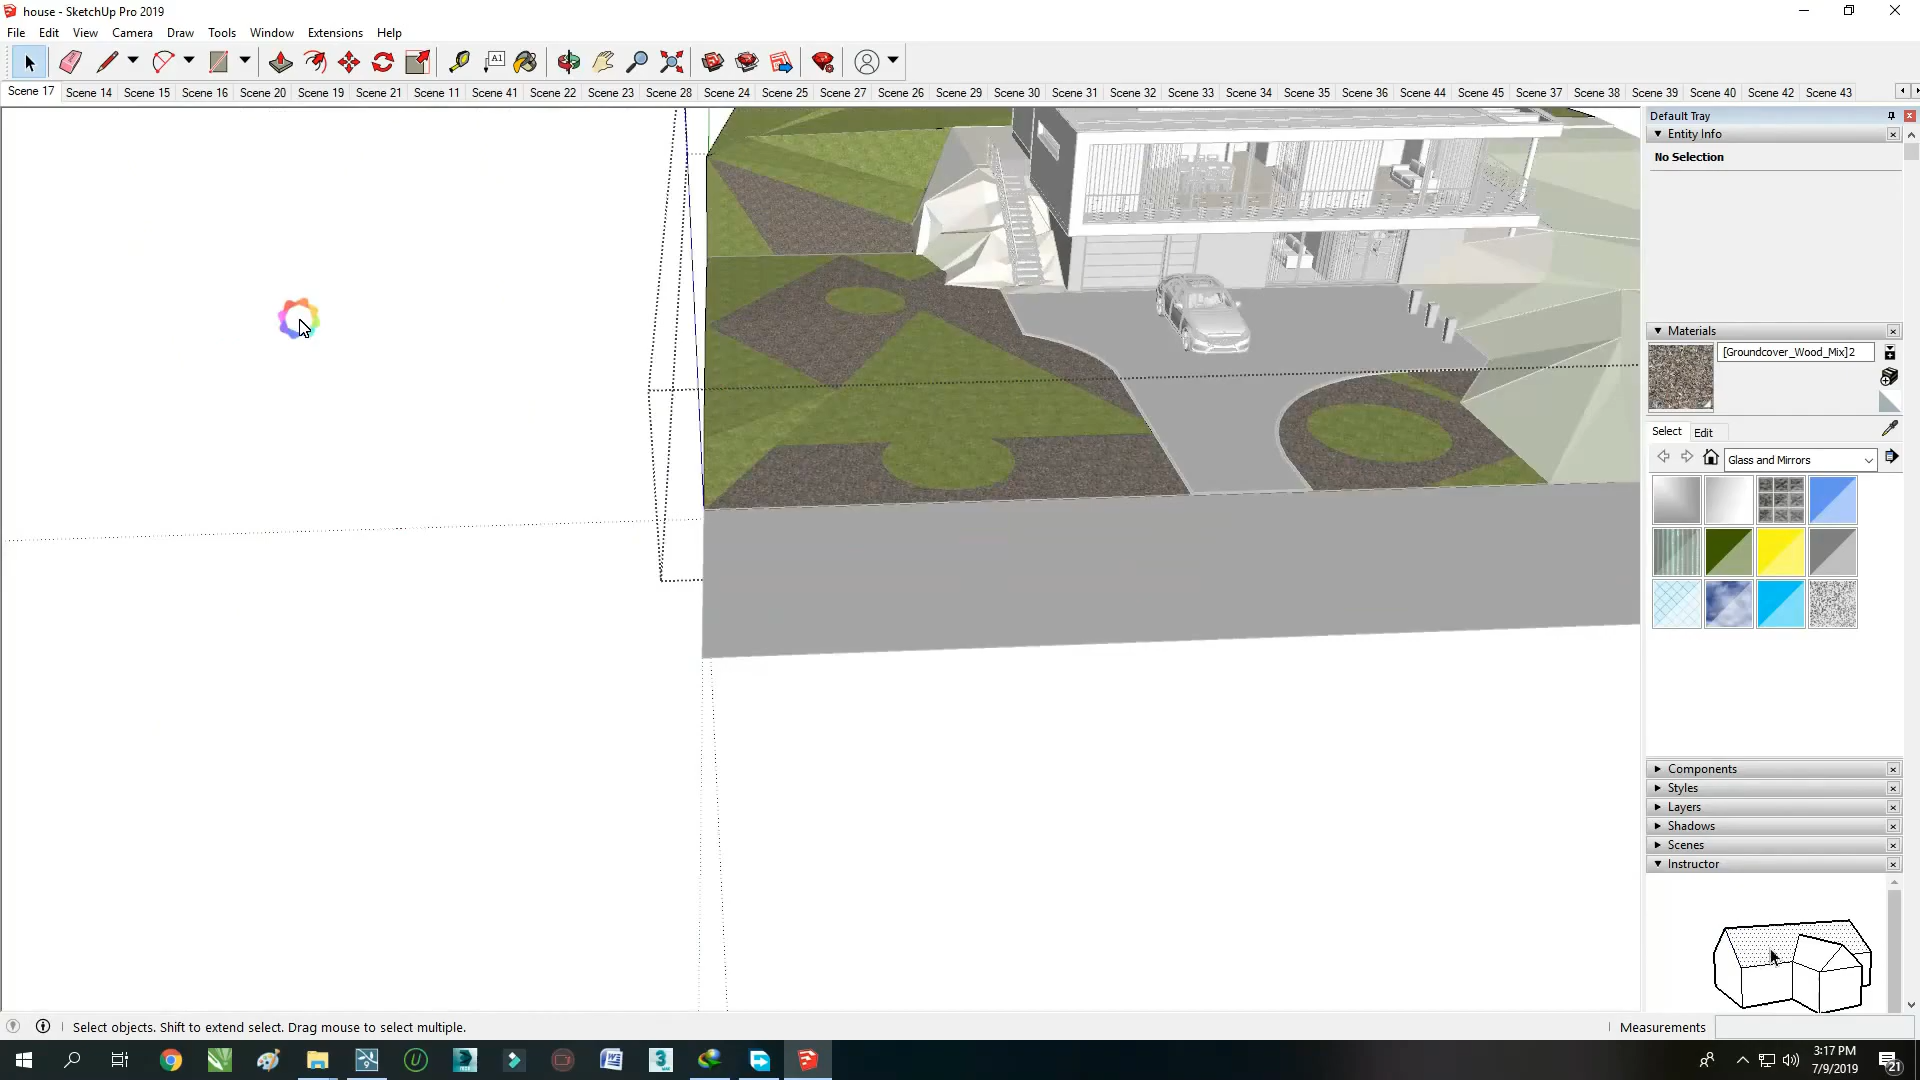 house - SketchUp Pro 2019
File Edit View Camera Draw Tools Window Extensions Help
A1
Scene 17 Scene 14 Scene 15 Scene 16 Scene 20 Scene 19 Scene 21 Scene 11 Scene 41 Scene 22 Scene 23 Scene 28 Scene 24 Scene 25 Scene 27 Scene 26 Scene 29 Scene 30 Scene 31 Scene 32 Scene 33 Scene 34 Scene 35 Scene 36 Scene 44 Scene 45 Scene 37 Scene 38 Scene 39 Scene 40 Scene 42 Scene 43
Default Tray
Entity Info
No Selection
Materials
[Groundcover_Wood_Mix]2
Select Edit
Glass and Mirrors
Components
Styles
Layers
Shadows
Scenes
Instructor
Select objects. Shift to extend select. Drag mouse to select multiple.
Measurements
3:17 PM
7/9/2019
21